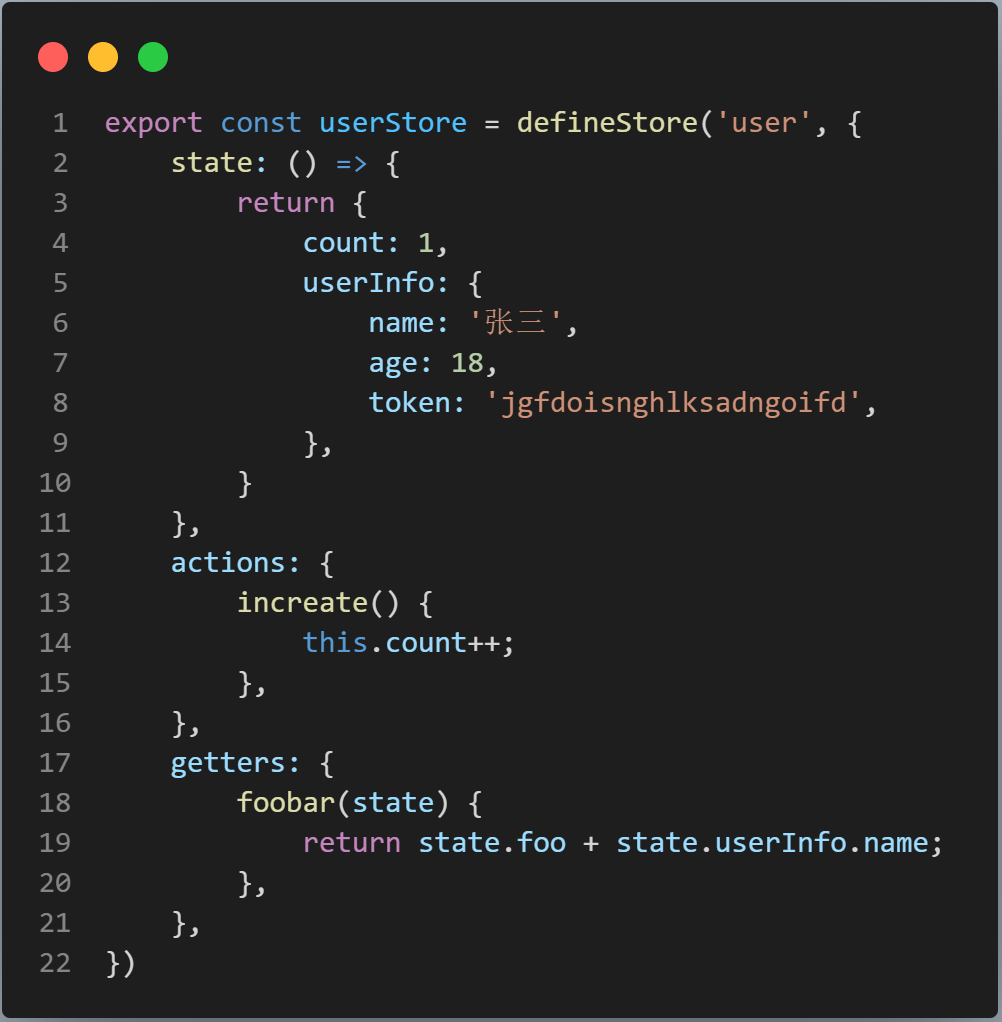 1 export const userStore = defineStore('user', {
2     state: () => {
3         return {
4             count: 1,
5             userInfo: {
6                 name: '张三',
7                 age: 18,
8                 token: 'jgfdoisnghlksadngoifd',
9             },
10         }
11     },
12     actions: {
13         increate() {
14             this.count++;
15         },
16     },
17     getters: {
18         foobar(state) {
19             return state.foo + state.userInfo.name;
20         },
21     },
22 })